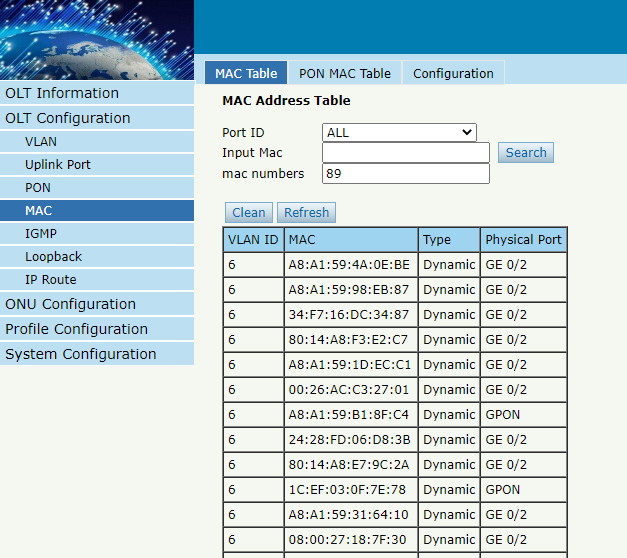 MAC Table PON MAC Table Configuration
OLT Information
OLT Configuration
VLAN
Uplink Port
PON
MAC
IGMP
Loopback
IP Route
ONU Configuration
Profile Configuration
System Configuration
MAC Address Table
Port ID ALL
Input Mac Search
mac numbers 89
Clean Refresh
VLAN ID MAC Type Physical Port
6 A8:A1:59:4A:0E:BE Dynamic GE 0/2
6 A8:A1:59:98:EB:87 Dynamic GE 0/2
6 34:F7:16:DC:34:87 Dynamic GE 0/2
6 80:14:A8:F3:E2:C7 Dynamic GE 0/2
6 A8:A1:59:1D:EC:C1 Dynamic GE 0/2
6 00:26:AC:C3:27:01 Dynamic GE 0/2
6 A8:A1:59:B1:8F:C4 Dynamic GPON
6 24:28:FD:06:D8:3B Dynamic GE 0/2
6 80:14:A8:E7:9C:2A Dynamic GE 0/2
6 1C:EF:03:0F:7E:78 Dynamic GPON
6 A8:A1:59:31:64:10 Dynamic GE 0/2
6 08:00:27:18:7F:30 Dynamic GE 0/2